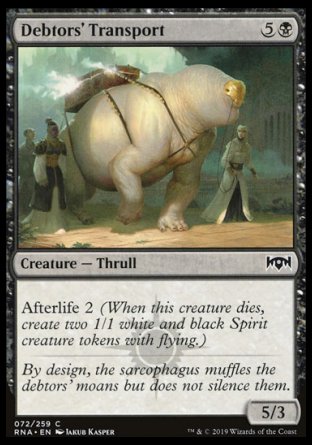 Debtors' Transport 5
Creature — Thrull
Afterlife 2 (When this creature dies,
create two 1/1 white and black Spirit
creature tokens with flying.)
By design, the sarcophagus muffles the
debtors' moans but does not silence them.
5/3
072/259 C
RNA • EN Jakub Kasper
™ & © 2019 Wizards of the Coast